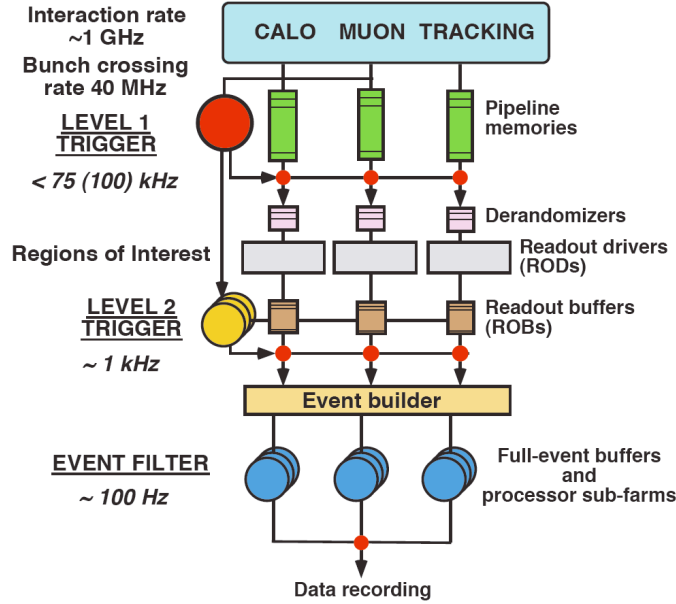 Interaction rate
~1 GHz
CALO MUON TRACKING
Bunch crossing
rate 40 MHz
Pipeline
memories
LEVEL 1
TRIGGER
< 75 (100) kHz
Derandomizers
Regions of Interest
Readout drivers
(RODs)
LEVEL 2
TRIGGER
Readout buffers
(ROBs)
~ 1 kHz
Event builder
EVENT FILTER
~ 100 Hz
Full-event buffers
and
processor sub-farms
Data recording